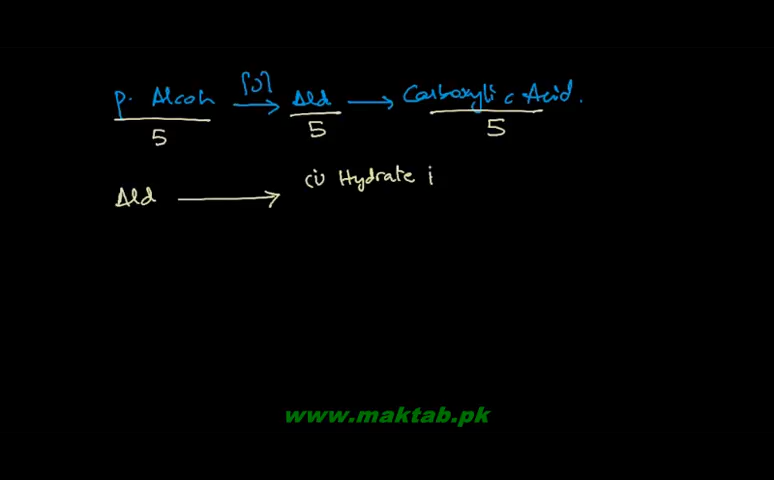 p. Alcoh [O] Ald Carboxylic Acid.
5 5 5
(i) Hydrate i
Ald
www.maktab.pk